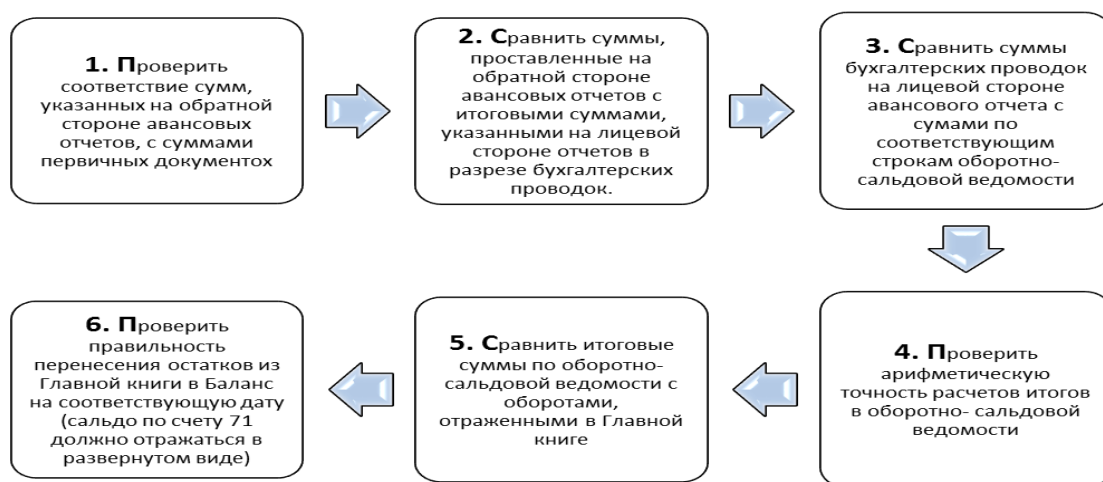 1. Проверить
соответствие сумм,
указанных на обратной
стороне авансовых
отчетов, с суммами
первичных документох
2. Сравнить суммы,
проставленные на
обратной стороне
авансовых отчетов с
итоговыми суммами,
указанными на лицевой
стороне отчетов в
разрезе бухгалтерских
проводок.
3. Сравнить суммы
бухгалтерских проводок
на лицевой стороне
авансового отчета с
сумами по
соответствующим
строкам оборотно-
сальдовой ведомости
4. Проверить
арифметическую
точность расчетов итогов
в оборотно- сальдовой
ведомости
5. Сравнить итоговые
суммы по оборотно-
сальдовой ведомости с
оборотами,
отраженными в Главной
книге
6. Проверить
правильность
перенесения остатков из
Главной книги в Баланс
на соответствующую дату
(сальдо по счету 71
должно отражаться в
развернутом виде)